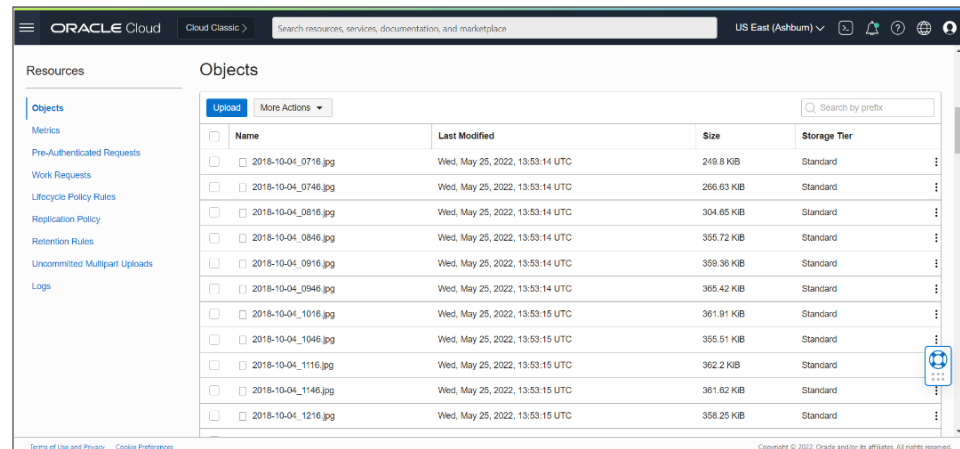 ORACLE Cloud Cloud Classic > Search resources, services, documentation, and marketplace US East (Ashburn)
Resources
Objects
Metrics
Pre-Authenticated Requests
Work Requests
Lifecycle Policy Rules
Replication Policy
Retention Rules
Uncommitted Multipart Uploads
Logs
Objects
Upload More Actions Search by prefix
Name Last Modified Size Storage Tier
2018-10-04_0716.jpg Wed, May 25, 2022, 13:53:14 UTC 249.8 KiB Standard
2018-10-04_0746.jpg Wed, May 25, 2022, 13:53:14 UTC 266.63 KiB Standard
2018-10-04_0816.jpg Wed, May 25, 2022, 13:53:14 UTC 304.65 KiB Standard
2018-10-04_0846.jpg Wed, May 25, 2022, 13:53:14 UTC 355.72 KiB Standard
2018-10-04_0916.jpg Wed, May 25, 2022, 13:53:14 UTC 359.36 KiB Standard
2018-10-04_0946.jpg Wed, May 25, 2022, 13:53:14 UTC 365.42 KiB Standard
2018-10-04_1016.jpg Wed, May 25, 2022, 13:53:15 UTC 361.91 KiB Standard
2018-10-04_1046.jpg Wed, May 25, 2022, 13:53:15 UTC 355.51 KiB Standard
2018-10-04_1116.jpg Wed, May 25, 2022, 13:53:15 UTC 362.2 KiB Standard
2018-10-04_1146.jpg Wed, May 25, 2022, 13:53:15 UTC 361.62 KiB Standard
2018-10-04_1216.jpg Wed, May 25, 2022, 13:53:15 UTC 358.25 KiB Standard
Terms of Use and Privacy Cookie Preferences Copyright © 2022, Oracle and/or its affiliates. All rights reserved.